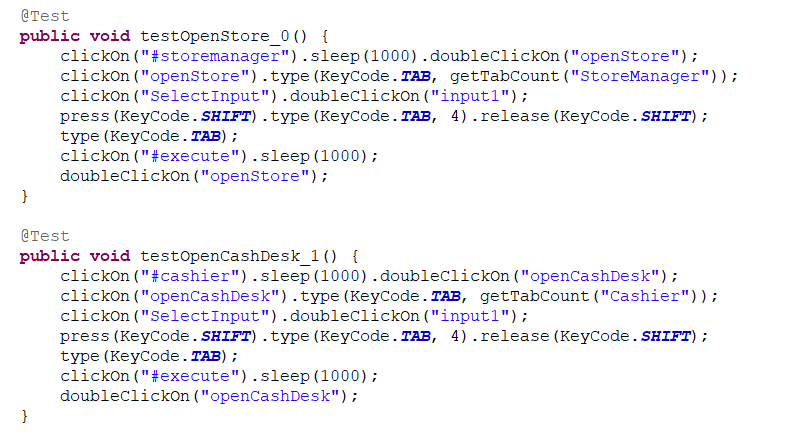 @Test
public void testOpenStore_0() {
    clickOn("#storemanager").sleep(1000).doubleClickOn("openStore");
    clickOn("openStore").type(KeyCode.TAB, getTabCount("StoreManager"));
    clickOn("SelectInput").doubleClickOn("input1");
    press(KeyCode.SHIFT).type(KeyCode.TAB, 4).release(KeyCode.SHIFT);
    type(KeyCode.TAB);
    clickOn("#execute").sleep(1000);
    doubleClickOn("openStore");
}
@Test
public void testOpenCashDesk_1() {
    clickOn("#cashier").sleep(1000).doubleClickOn("openCashDesk");
    clickOn("openCashDesk").type(KeyCode.TAB, getTabCount("Cashier"));
    clickOn("SelectInput").doubleClickOn("input1");
    press(KeyCode.SHIFT).type(KeyCode.TAB, 4).release(KeyCode.SHIFT);
    type(KeyCode.TAB);
    clickOn("#execute").sleep(1000);
    doubleClickOn("openCashDesk");
}